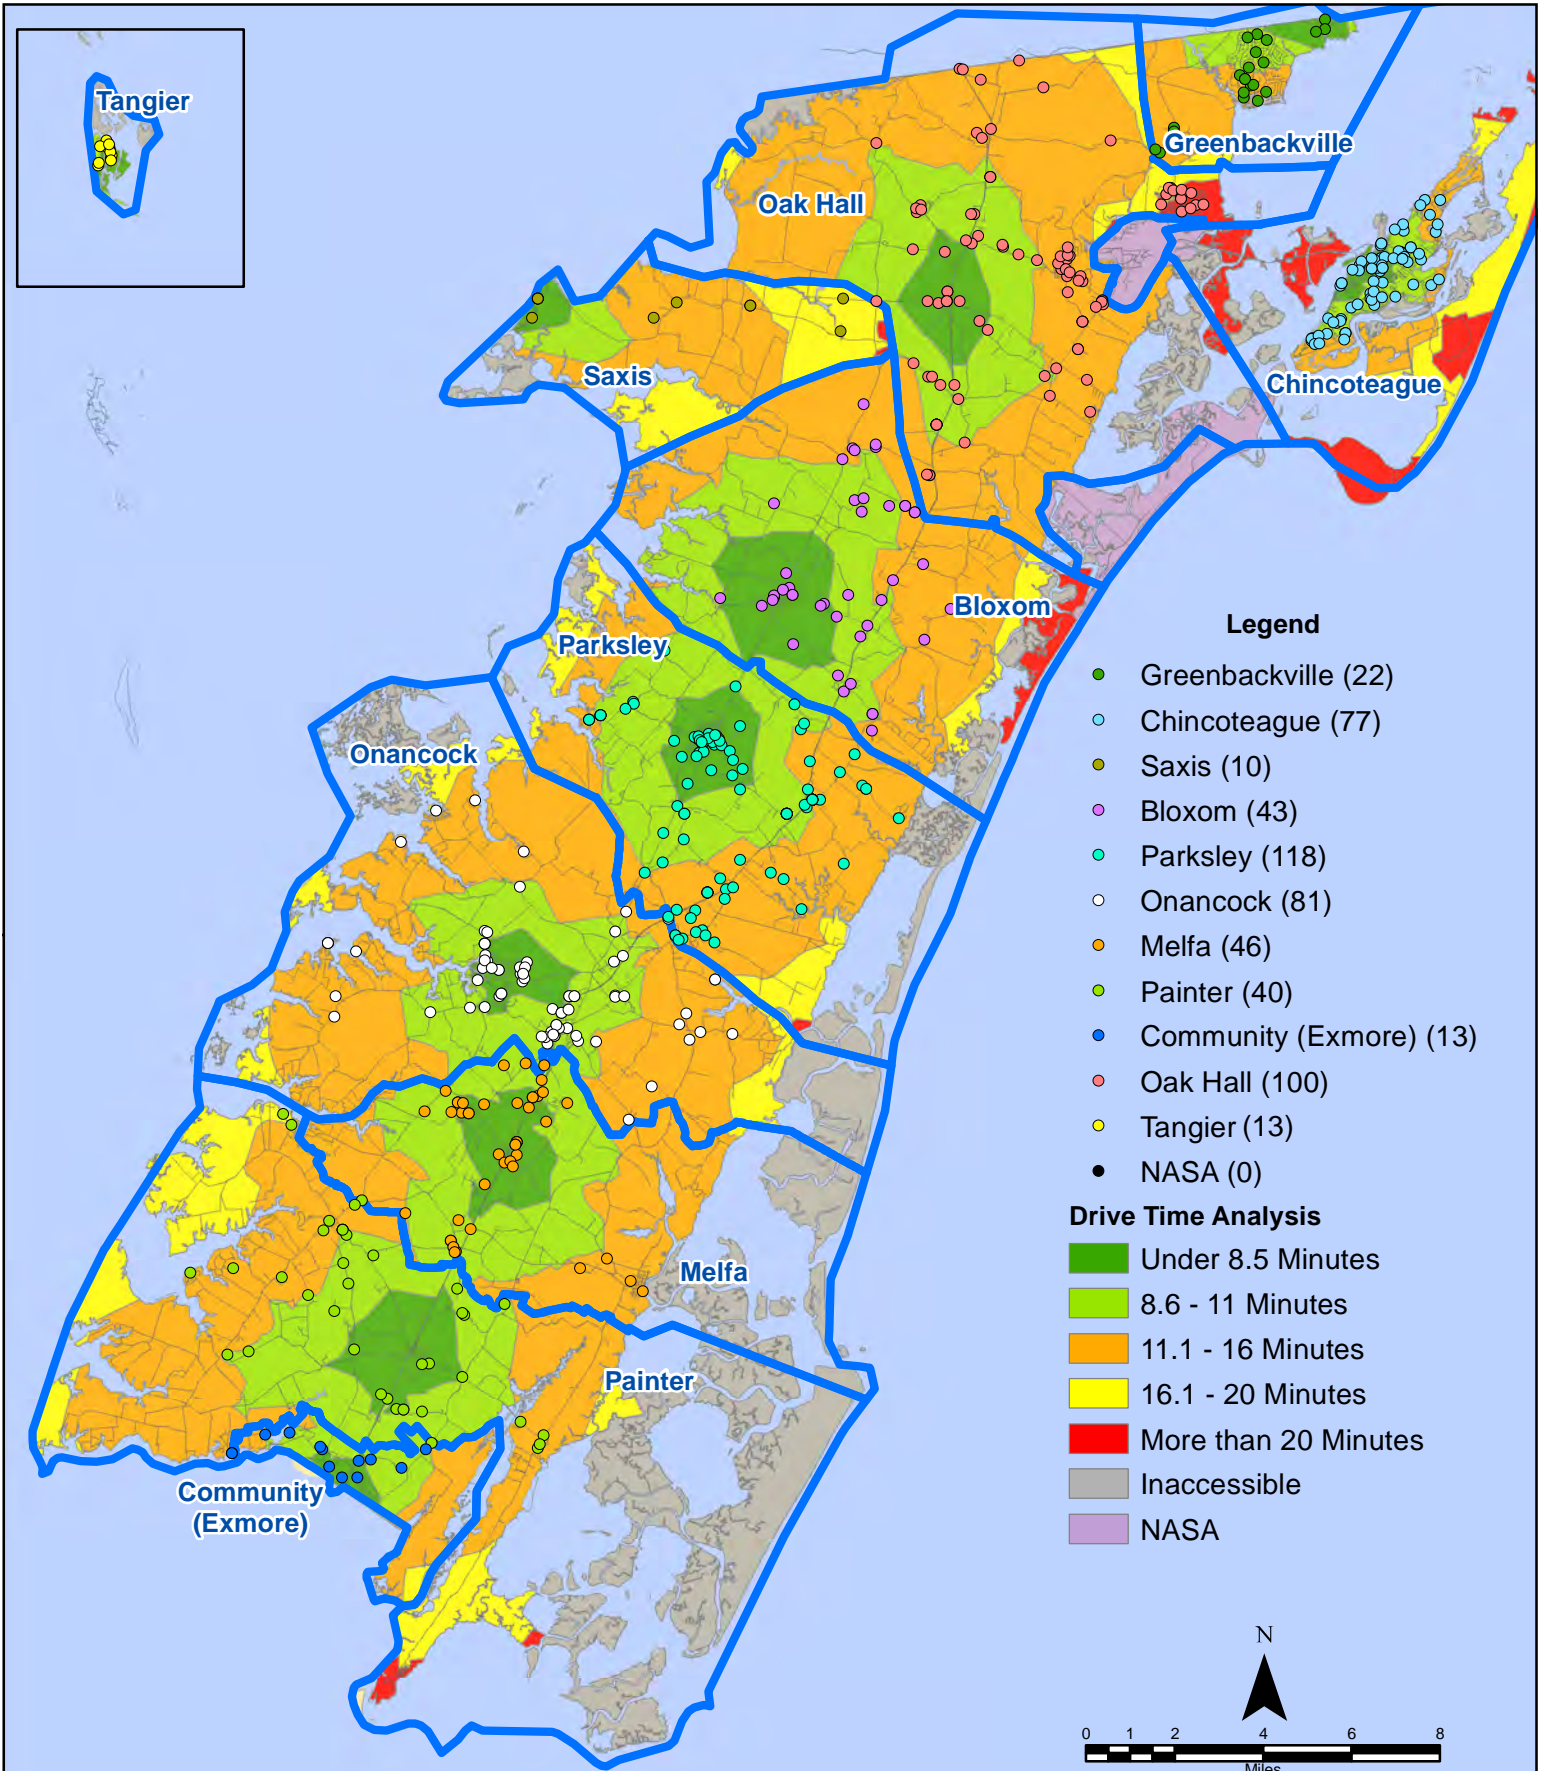 Tangier
Greenbackville
Oak Hall
Saxis
Chincoteague
Bloxom
Parksley
Onancock
Melfa
Painter
Community
(Exmore)
Legend
Greenbackville (22)
Chincoteague (77)
Saxis (10)
Bloxom (43)
Parksley (118)
Onancock (81)
Melfa (46)
Painter (40)
Community (Exmore) (13)
Oak Hall (100)
Tangier (13)
NASA (0)
Drive Time Analysis
Under 8.5 Minutes
8.6 - 11 Minutes
11.1 - 16 Minutes
16.1 - 20 Minutes
More than 20 Minutes
Inaccessible
NASA
N
0 1 2 4 6 8
Miles